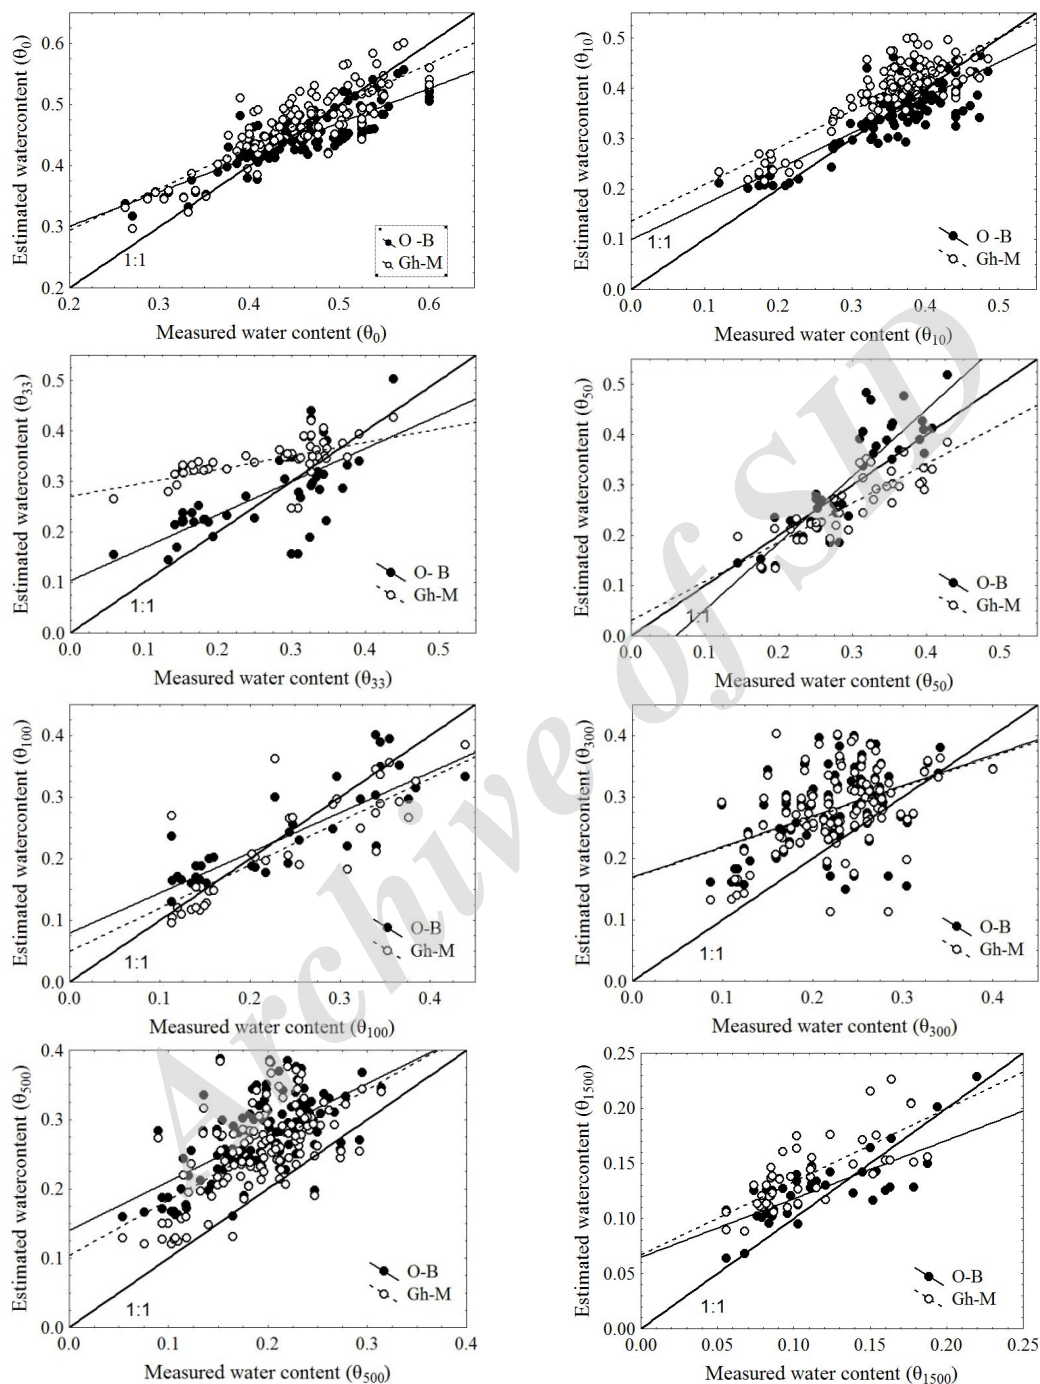 Estimated watercontent (θ0)
0.6
0.5
0.4
0.3
0.2
1:1
O -B
Gh-M
0.2 0.3 0.4 0.5 0.6
Measured water content (θ0)
Estimated watercontent (θ10)
0.5
0.4
0.3
0.2
0.1
0.0
1:1
O -B
Gh-M
0.0 0.1 0.2 0.3 0.4 0.5
Measured water content (θ10)
Estimated watercontent (θ33)
0.5
0.4
0.3
0.2
0.1
0.0
1:1
O- B
Gh-M
0.0 0.1 0.2 0.3 0.4 0.5
Measured water content (θ33)
Estimated watercontent (θ50)
0.5
0.4
0.3
0.2
0.1
0.0
1:1
O-B
Gh-M
0.0 0.1 0.2 0.3 0.4 0.5
Measured water content (θ50)
Estimated watercontent (θ100)
0.4
0.3
0.2
0.1
0.0
1:1
O-B
Gh-M
0.0 0.1 0.2 0.3 0.4
Measured water content (θ100)
Estimated watercontent (θ300)
0.4
0.3
0.2
0.1
0.0
1:1
O-B
Gh-M
0.0 0.1 0.2 0.3 0.4
Measured water content (θ300)
Estimated watercontent (θ500)
0.4
0.3
0.2
0.1
0.0
1:1
O-B
Gh-M
0.0 0.1 0.2 0.3 0.4
Measured water content (θ500)
Estimated watercontent (θ1500)
0.25
0.20
0.15
0.10
0.05
0.00
1:1
O-B
Gh-M
0.00 0.05 0.10 0.15 0.20 0.25
Measured water content (θ1500)
Archive of SID